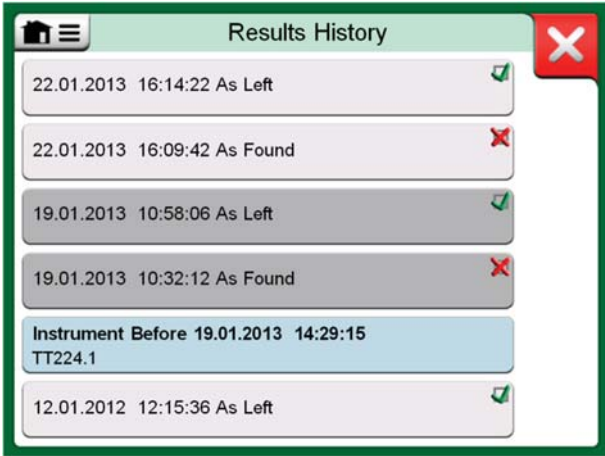 Results History
22.01.2013 16:14:22 As Left
22.01.2013 16:09:42 As Found
19.01.2013 10:58:06 As Left
19.01.2013 10:32:12 As Found
Instrument Before 19.01.2013 14:29:15
TT224.1
12.01.2012 12:15:36 As Left